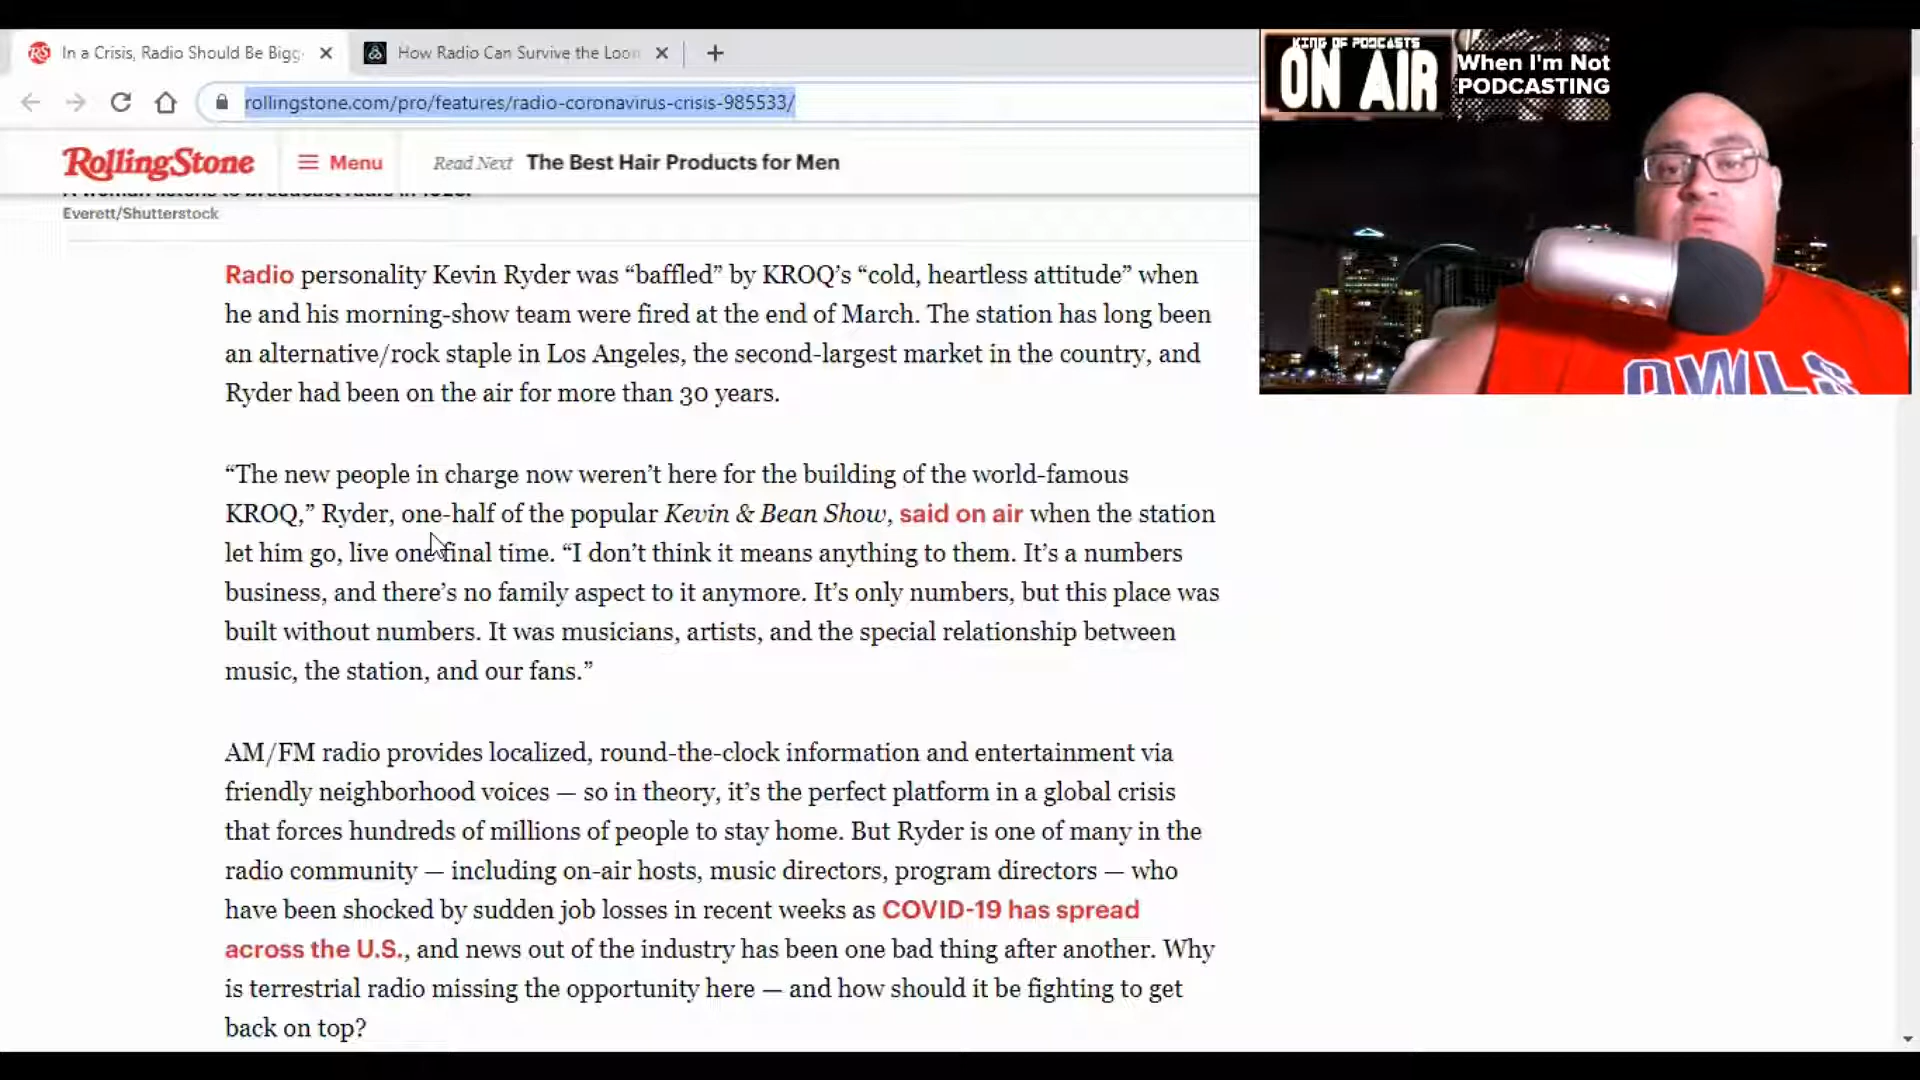 In a Crisis, Radio Should Be Bigg
How Radio Can Survive the Loon
rollingstone.com/pro/features/radio-coronavirus-crisis-985533/
KING OF PODCASTS
ON AIR
When I'm Not
PODCASTING
RollingStone
Menu
Read Next The Best Hair Products for Men
A woman listens to broadcast radio in 1923.
Everett/Shutterstock
Radio personality Kevin Ryder was “baffled” by KROQ’s “cold, heartless attitude” when
he and his morning-show team were fired at the end of March. The station has long been
an alternative/rock staple in Los Angeles, the second-largest market in the country, and
Ryder had been on the air for more than 30 years.
“The new people in charge now weren’t here for the building of the world-famous
KROQ,” Ryder, one-half of the popular Kevin & Bean Show, said on air when the station
let him go, live one final time. “I don’t think it means anything to them. It’s a numbers
business, and there’s no family aspect to it anymore. It’s only numbers, but this place was
built without numbers. It was musicians, artists, and the special relationship between
music, the station, and our fans.”
AM/FM radio provides localized, round-the-clock information and entertainment via
friendly neighborhood voices — so in theory, it’s the perfect platform in a global crisis
that forces hundreds of millions of people to stay home. But Ryder is one of many in the
radio community — including on-air hosts, music directors, program directors — who
have been shocked by sudden job losses in recent weeks as COVID-19 has spread
across the U.S., and news out of the industry has been one bad thing after another. Why
is terrestrial radio missing the opportunity here — and how should it be fighting to get
back on top?
OWLS